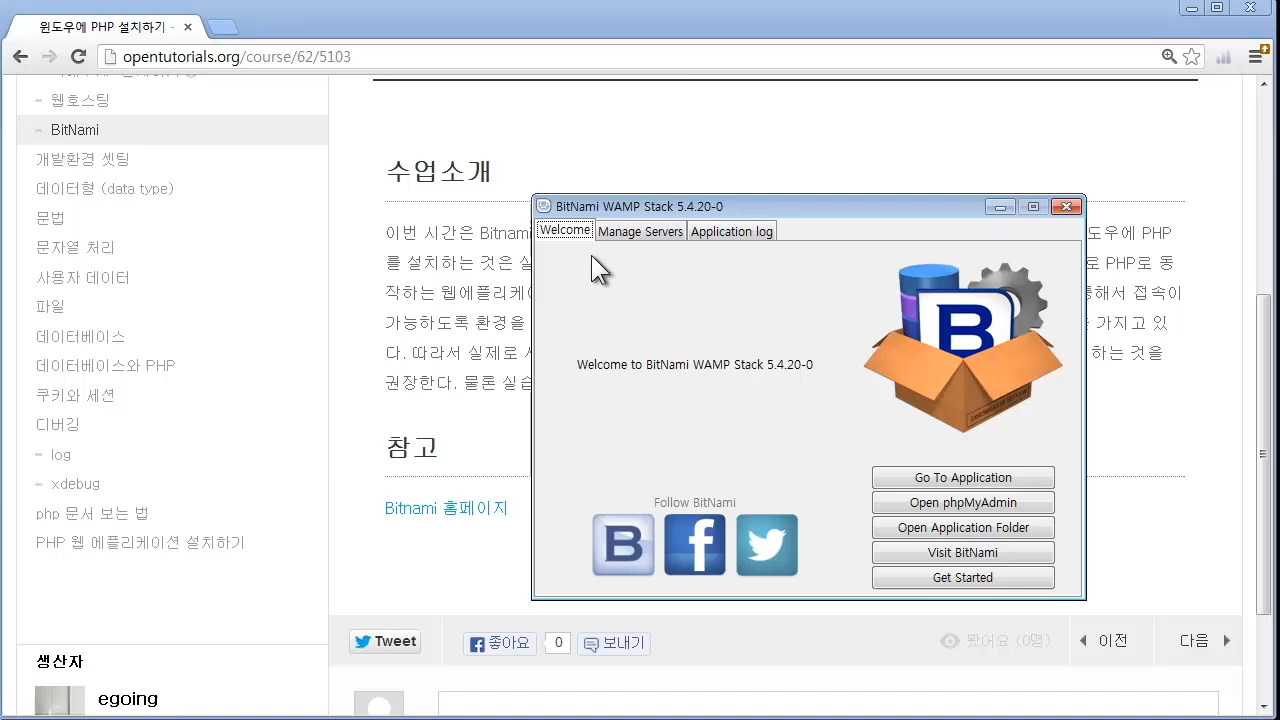 윈도우에 PHP 설치하기 -
opentutorials.org/course/62/5103
- 웹호스팅
- BitNami
개발환경 셋팅
데이터형 (data type)
문법
문자열 처리
사용자 데이터
파일
데이터베이스
데이터베이스와 PHP
쿠키와 세션
디버깅
- log
- xdebug
php 문서 보는 법
PHP 웹 에플리케이션 설치하기
생산자
egoing
수업소개
이번 시간은 Bitnami
도우에 PHP
를 설치하는 것은 실
로 PHP로 동
작하는 웹에플리케이
통해서 접속이
가능하도록 환경을
가지고 있
다. 따라서 실제로
하는 것을
권장한다. 물론 실습
참고
Bitnami 홈페이지
BitNami WAMP Stack 5.4.20-0
Welcome
Manage Servers
Application log
Welcome to BitNami WAMP Stack 5.4.20-0
B
Follow BitNami
B
f
Go To Application
Open phpMyAdmin
Open Application Folder
Visit BitNami
Get Started
Tweet
좋아요
0
보내기
봤어요 (0명)
이전
다음